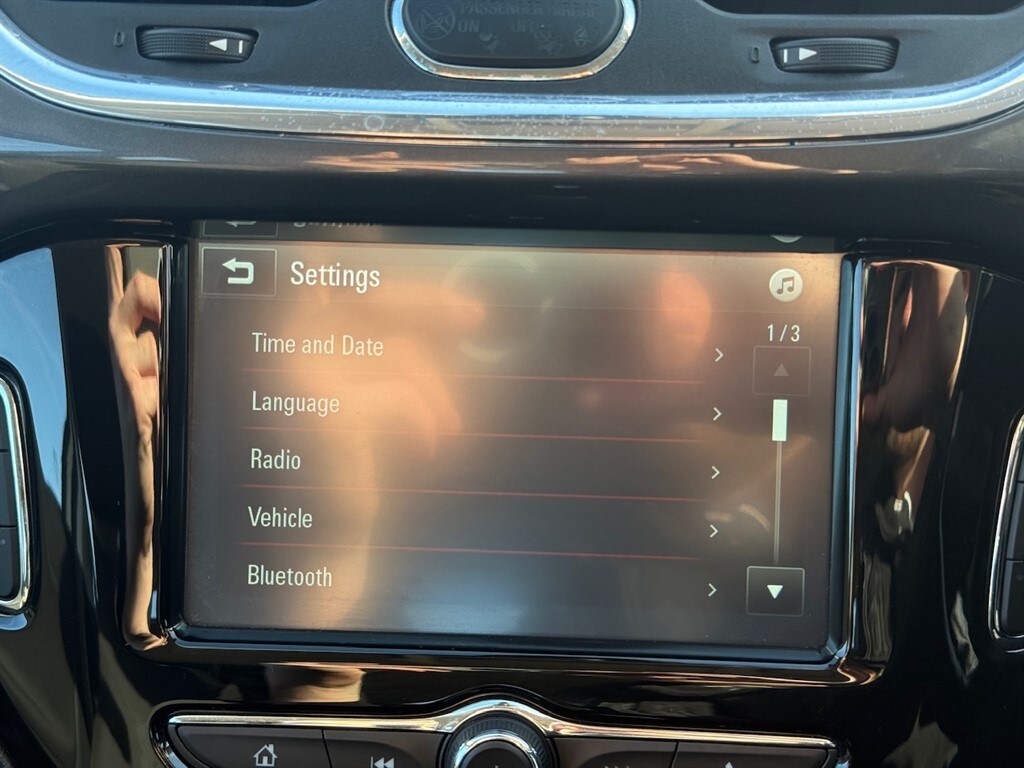 PASSENGER AIRBAG
ON OFF
Settings
1/3
Time and Date
Language
Radio
Vehicle
Bluetooth